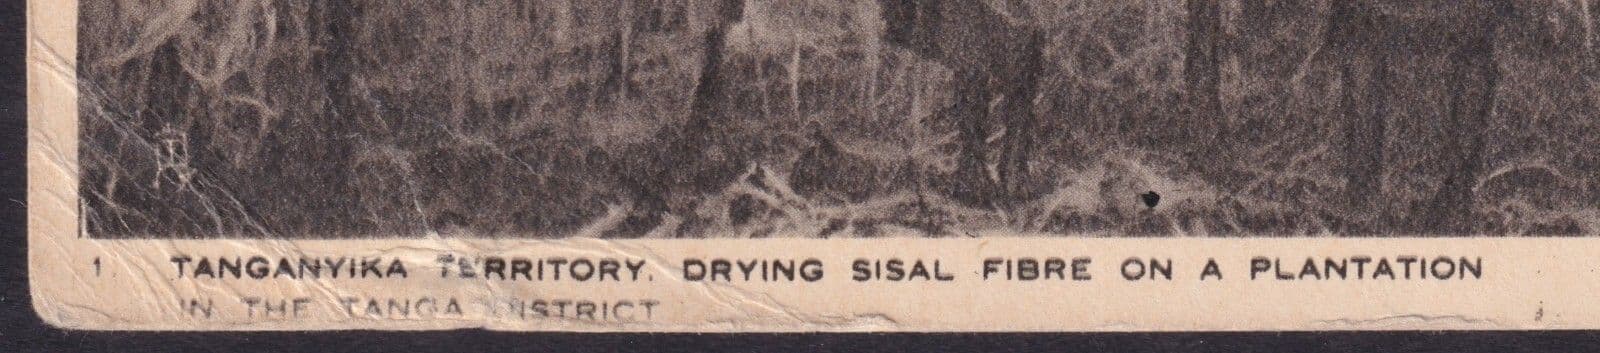 1. TANGANYIKA TERRITORY. DRYING SISAL FIBRE ON A PLANTATION
IN THE TANGA DISTRICT